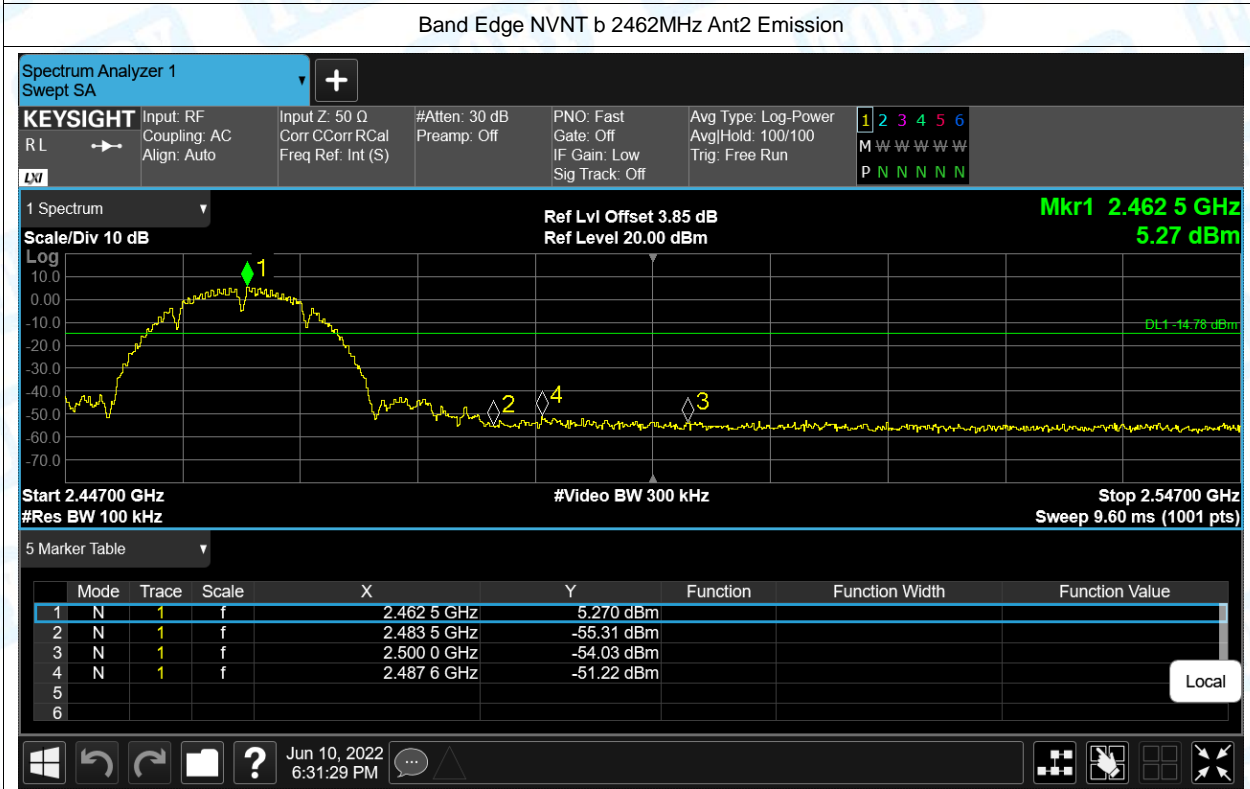 Band Edge NVNT b 2462MHz Ant2 Emission
Spectrum Analyzer 1
Swept SA
KEYSIGHT
R L
LXI
Input: RF
Coupling: AC
Align: Auto
Input Z: 50 Ω
Corr CCorr RCal
Freq Ref: Int (S)
#Atten: 30 dB
Preamp: Off
PNO: Fast
Gate: Off
IF Gain: Low
Sig Track: Off
Avg Type: Log-Power
Avg|Hold: 100/100
Trig: Free Run
1 2 3 4 5 6
M W W W W W
P N N N N N
1 Spectrum
Scale/Div 10 dB
Ref Lvl Offset 3.85 dB
Ref Level 20.00 dBm
Mkr1 2.462 5 GHz
5.27 dBm
Log
10.0
0.00
-10.0
-20.0
-30.0
-40.0
-50.0
-60.0
-70.0
1
2
4
3
DL1 -14.78 dBm
Start 2.44700 GHz
#Res BW 100 kHz
#Video BW 300 kHz
Stop 2.54700 GHz
Sweep 9.60 ms (1001 pts)
5 Marker Table
Mode Trace Scale X Y Function Function Width Function Value
1 N 1 f 2.462 5 GHz 5.270 dBm
2 N 1 f 2.483 5 GHz -55.31 dBm
3 N 1 f 2.500 0 GHz -54.03 dBm
4 N 1 f 2.487 6 GHz -51.22 dBm
5
6
Local
?
Jun 10, 2022
6:31:29 PM